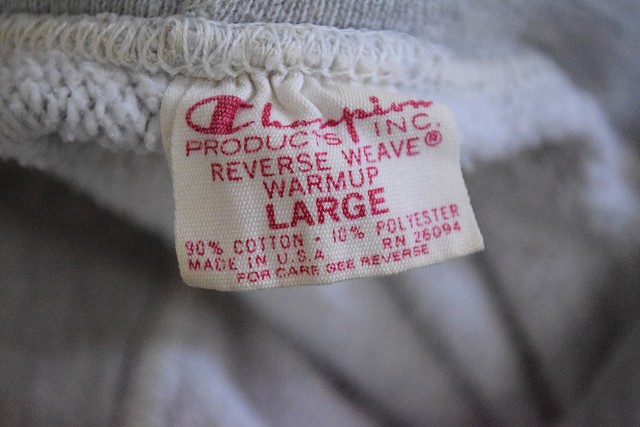 Champion
PRODUCTS INC.
REVERSE WEAVE®
WARMUP
LARGE
90% COTTON - 10% POLYESTER
MADE IN U.S.A RN 26094
FOR CARE SEE REVERSE